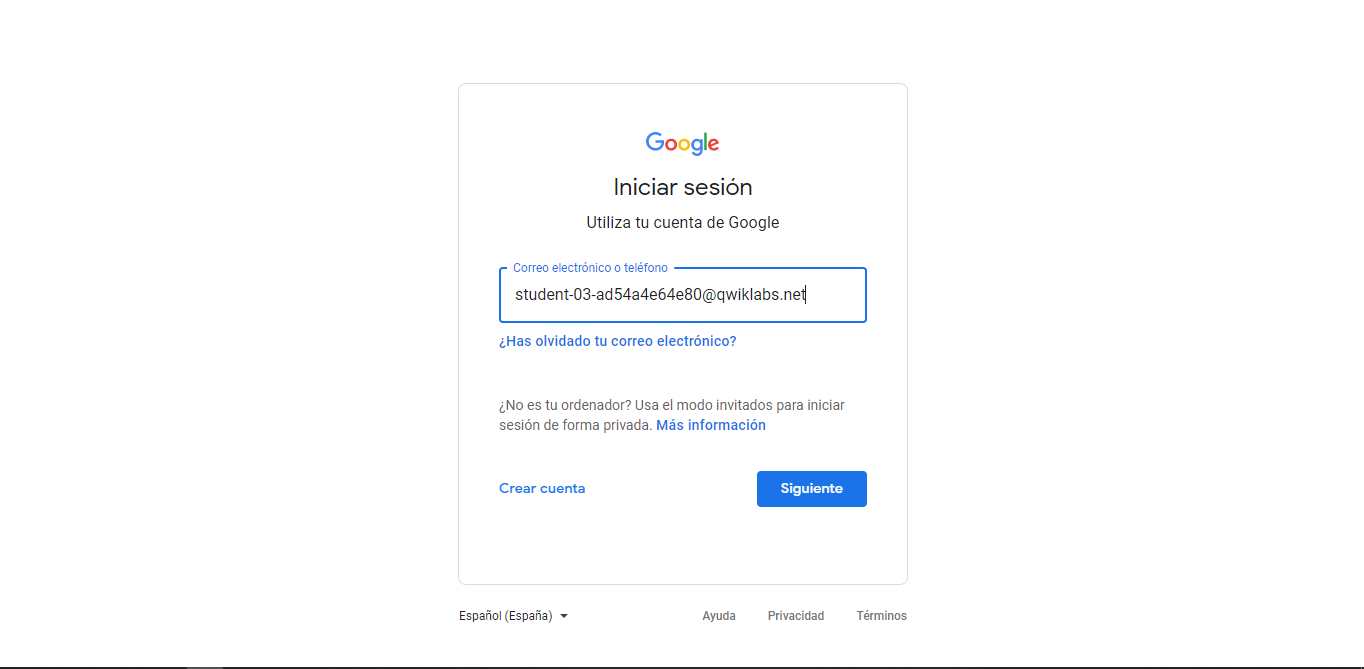 Google
Iniciar sesión
Utiliza tu cuenta de Google
Correo electrónico o teléfono
student-03-ad54a4e64e80@qwiklabs.net
¿Has olvidado tu correo electrónico?
¿No es tu ordenador? Usa el modo invitados para iniciar
sesión de forma privada. Más información
Crear cuenta
Siguiente
Español (España)
Ayuda
Privacidad
Términos